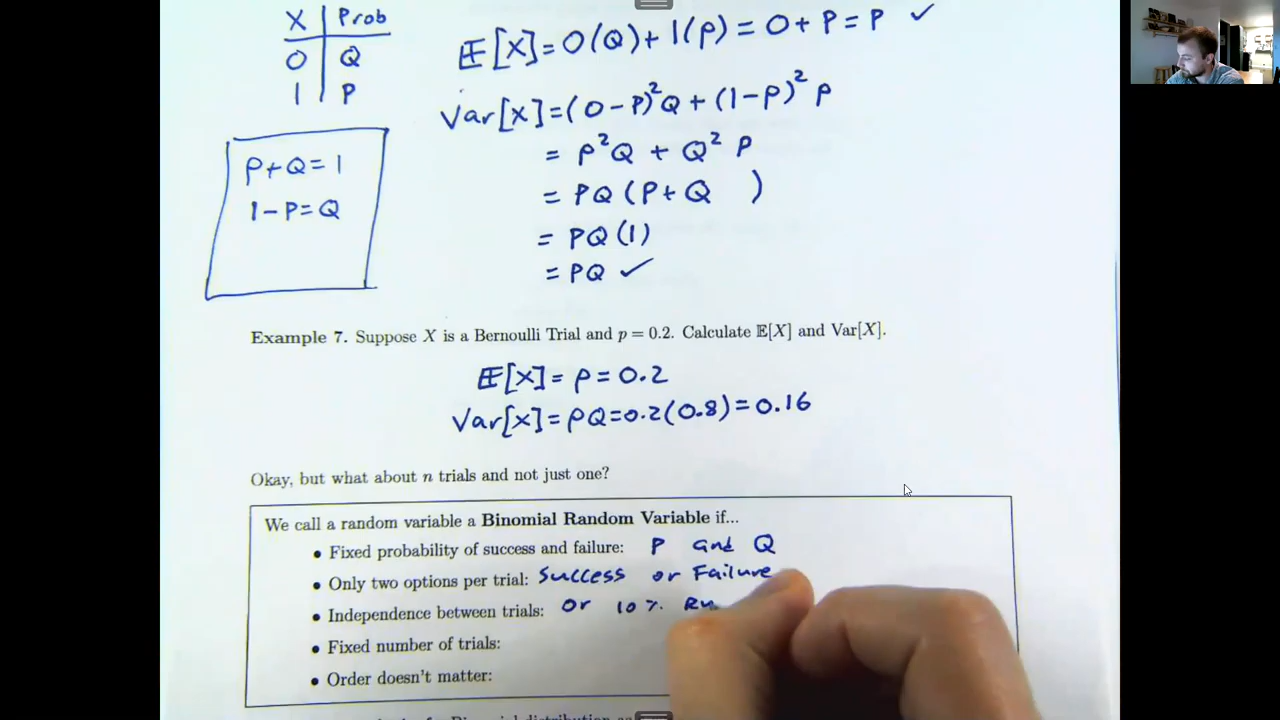 X | Prob
0 | Q
1 | P
E[X] = 0(Q) + 1(p) = 0 + P = P ✓
Var[X] = (0-P)²Q + (1-P)² P
= P²Q + Q² P
= PQ (P+Q )
= PQ (1)
= PQ ✓
P+Q=1
1-P=Q
Example 7. Suppose X is a Bernoulli Trial and p = 0.2. Calculate 𝔼[X] and Var[X].
E[X] = P = 0.2
Var[X] = PQ = 0.2(0.8) = 0.16
Okay, but what about n trials and not just one?
We call a random variable a Binomial Random Variable if...
• Fixed probability of success and failure: P and Q
• Only two options per trial: Success or Failure
• Independence between trials: Or 10% Ru
• Fixed number of trials:
• Order doesn't matter: